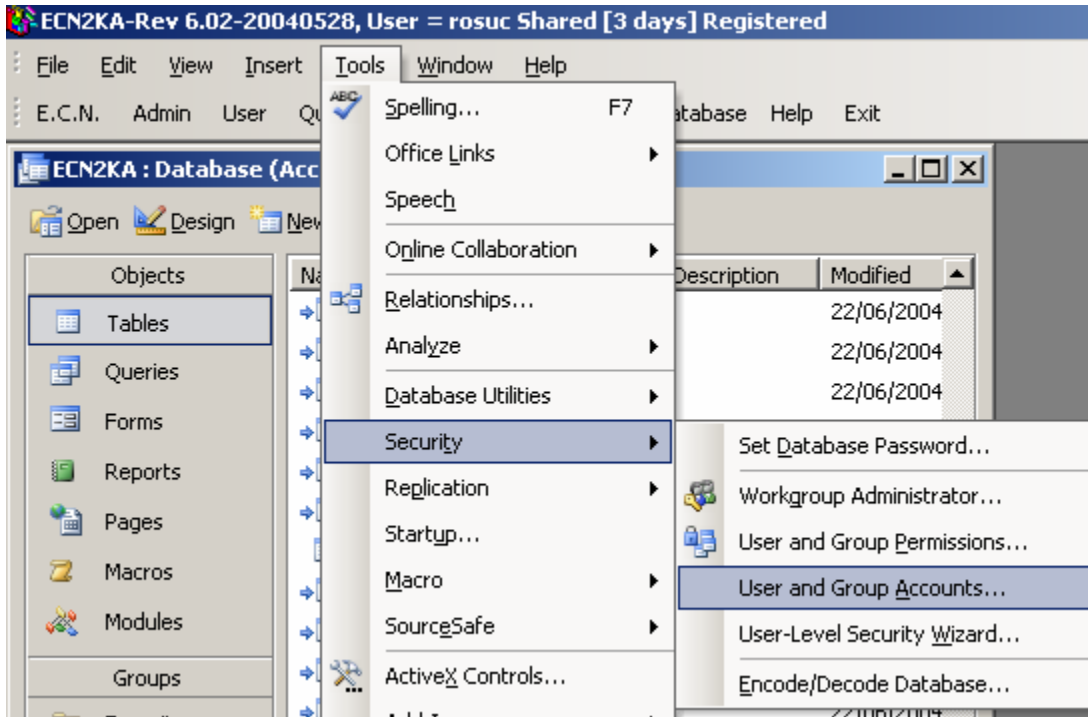 ECN2KA-Rev 6.02-20040528, User = rosuc Shared [3 days] Registered
File Edit View Insert Tools Window Help
E.C.N. Admin User Help Exit
ECN2KA : Database
Open Design New
Objects
Tables
Queries
Forms
Reports
Pages
Macros
Modules
Groups
Description Modified
22/06/2004
22/06/2004
22/06/2004
ABC
Spelling... F7
Office Links
Speech
Online Collaboration
Relationships...
Analyze
Database Utilities
Security
Replication
Startup...
Macro
SourceSafe
ActiveX Controls...
Set Database Password...
Workgroup Administrator...
User and Group Permissions...
User and Group Accounts...
User-Level Security Wizard...
Encode/Decode Database...